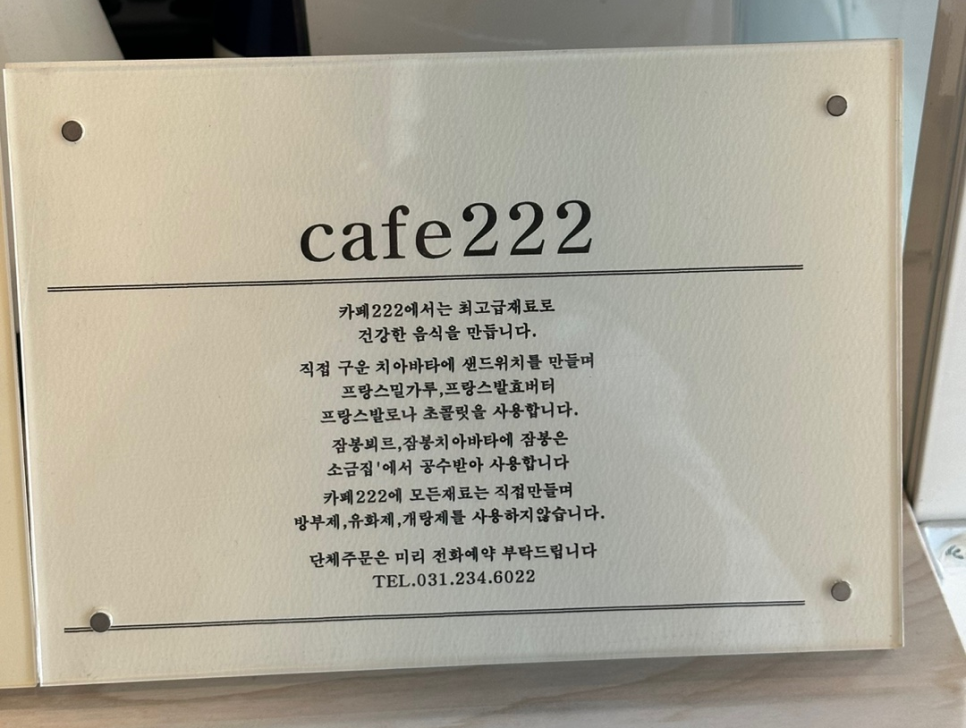 cafe222
카페222에서는 최고급재료로
건강한 음식을 만듭니다.
직접 구운 치아바타에 샌드위치를 만들며
프랑스밀가루,프랑스발효버터
프랑스발로나 초콜릿을 사용합니다.
잠봉뵈르,잠봉치아바타에 잠봉은
소금집'에서 공수받아 사용합니다
카페222에 모든재료는 직접만들며
방부제,유화제,개량제를 사용하지않습니다.
단체주문은 미리 전화예약 부탁드립니다
TEL.031.234.6022